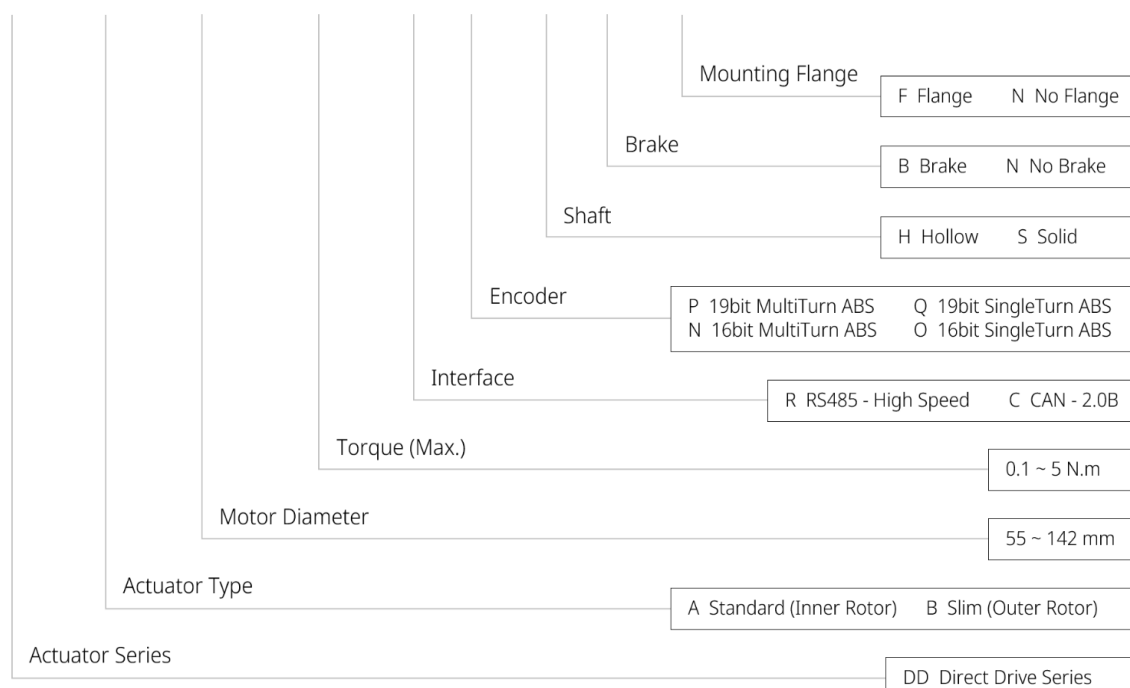 Mounting Flange
F Flange N No Flange
Brake
B Brake N No Brake
Shaft
H Hollow S Solid
Encoder
P 19bit MultiTurn ABS Q 19bit SingleTurn ABS
N 16bit MultiTurn ABS O 16bit SingleTurn ABS
Interface
R RS485 - High Speed C CAN - 2.0B
Torque (Max.)
0.1 ~ 5 N.m
Motor Diameter
55 ~ 142 mm
Actuator Type
A Standard (Inner Rotor) B Slim (Outer Rotor)
Actuator Series
DD Direct Drive Series